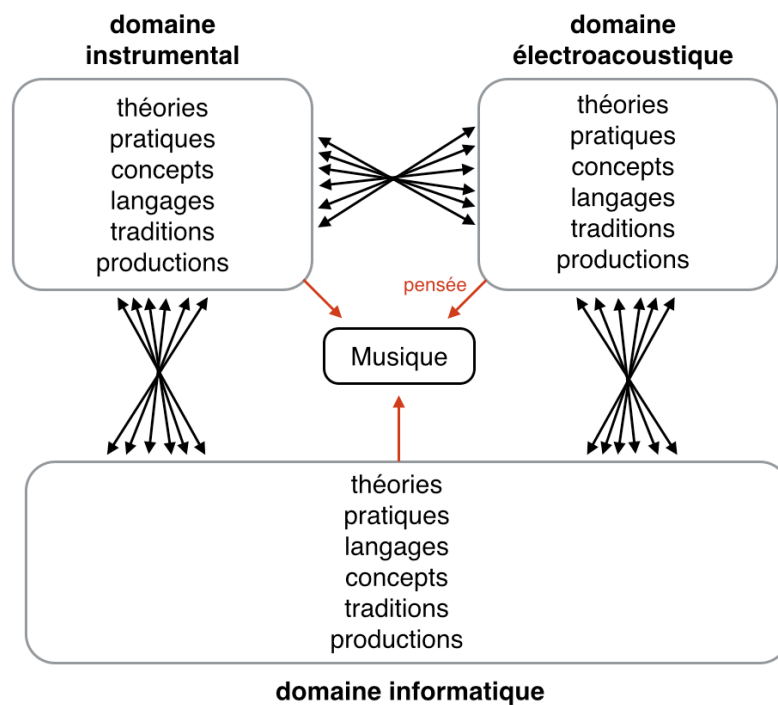 domaine
instrumental
théories
pratiques
concepts
langages
traditions
productions
domaine
électroacoustique
théories
pratiques
concepts
langages
traditions
productions
pensée
Musique
théories
pratiques
langages
concepts
traditions
productions
domaine informatique